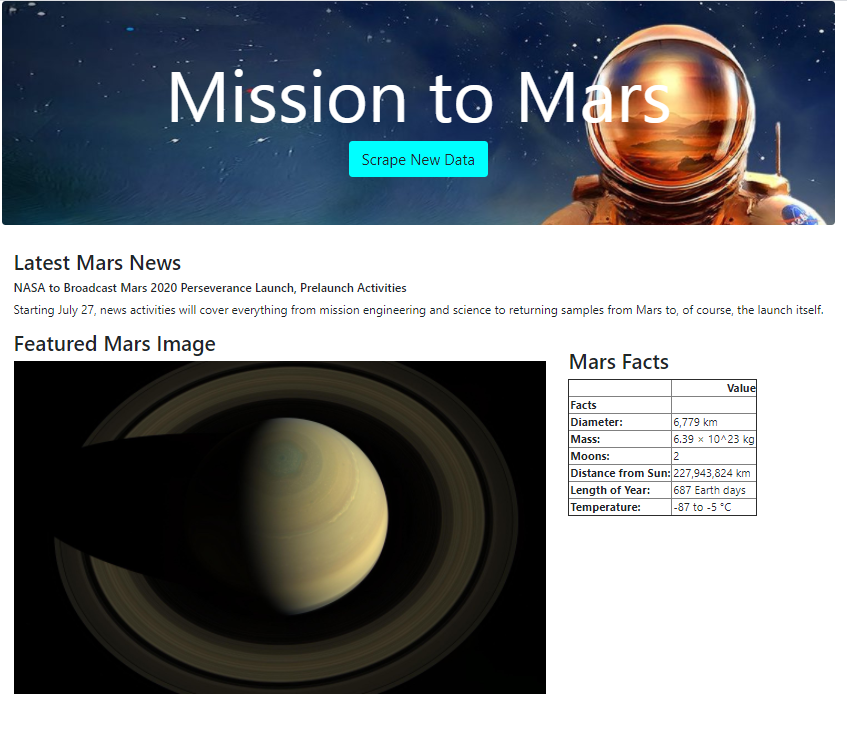 Mission to Mars
Scrape New Data
NASA
Latest Mars News
NASA to Broadcast Mars 2020 Perseverance Launch, Prelaunch Activities
Starting July 27, news activities will cover everything from mission engineering and science to returning samples from Mars to, of course, the launch itself.
Featured Mars Image
Mars Facts
Value
Facts
Diameter: 6,779 km
Mass: 6.39 × 10^23 kg
Moons: 2
Distance from Sun: 227,943,824 km
Length of Year: 687 Earth days
Temperature: -87 to -5 °C